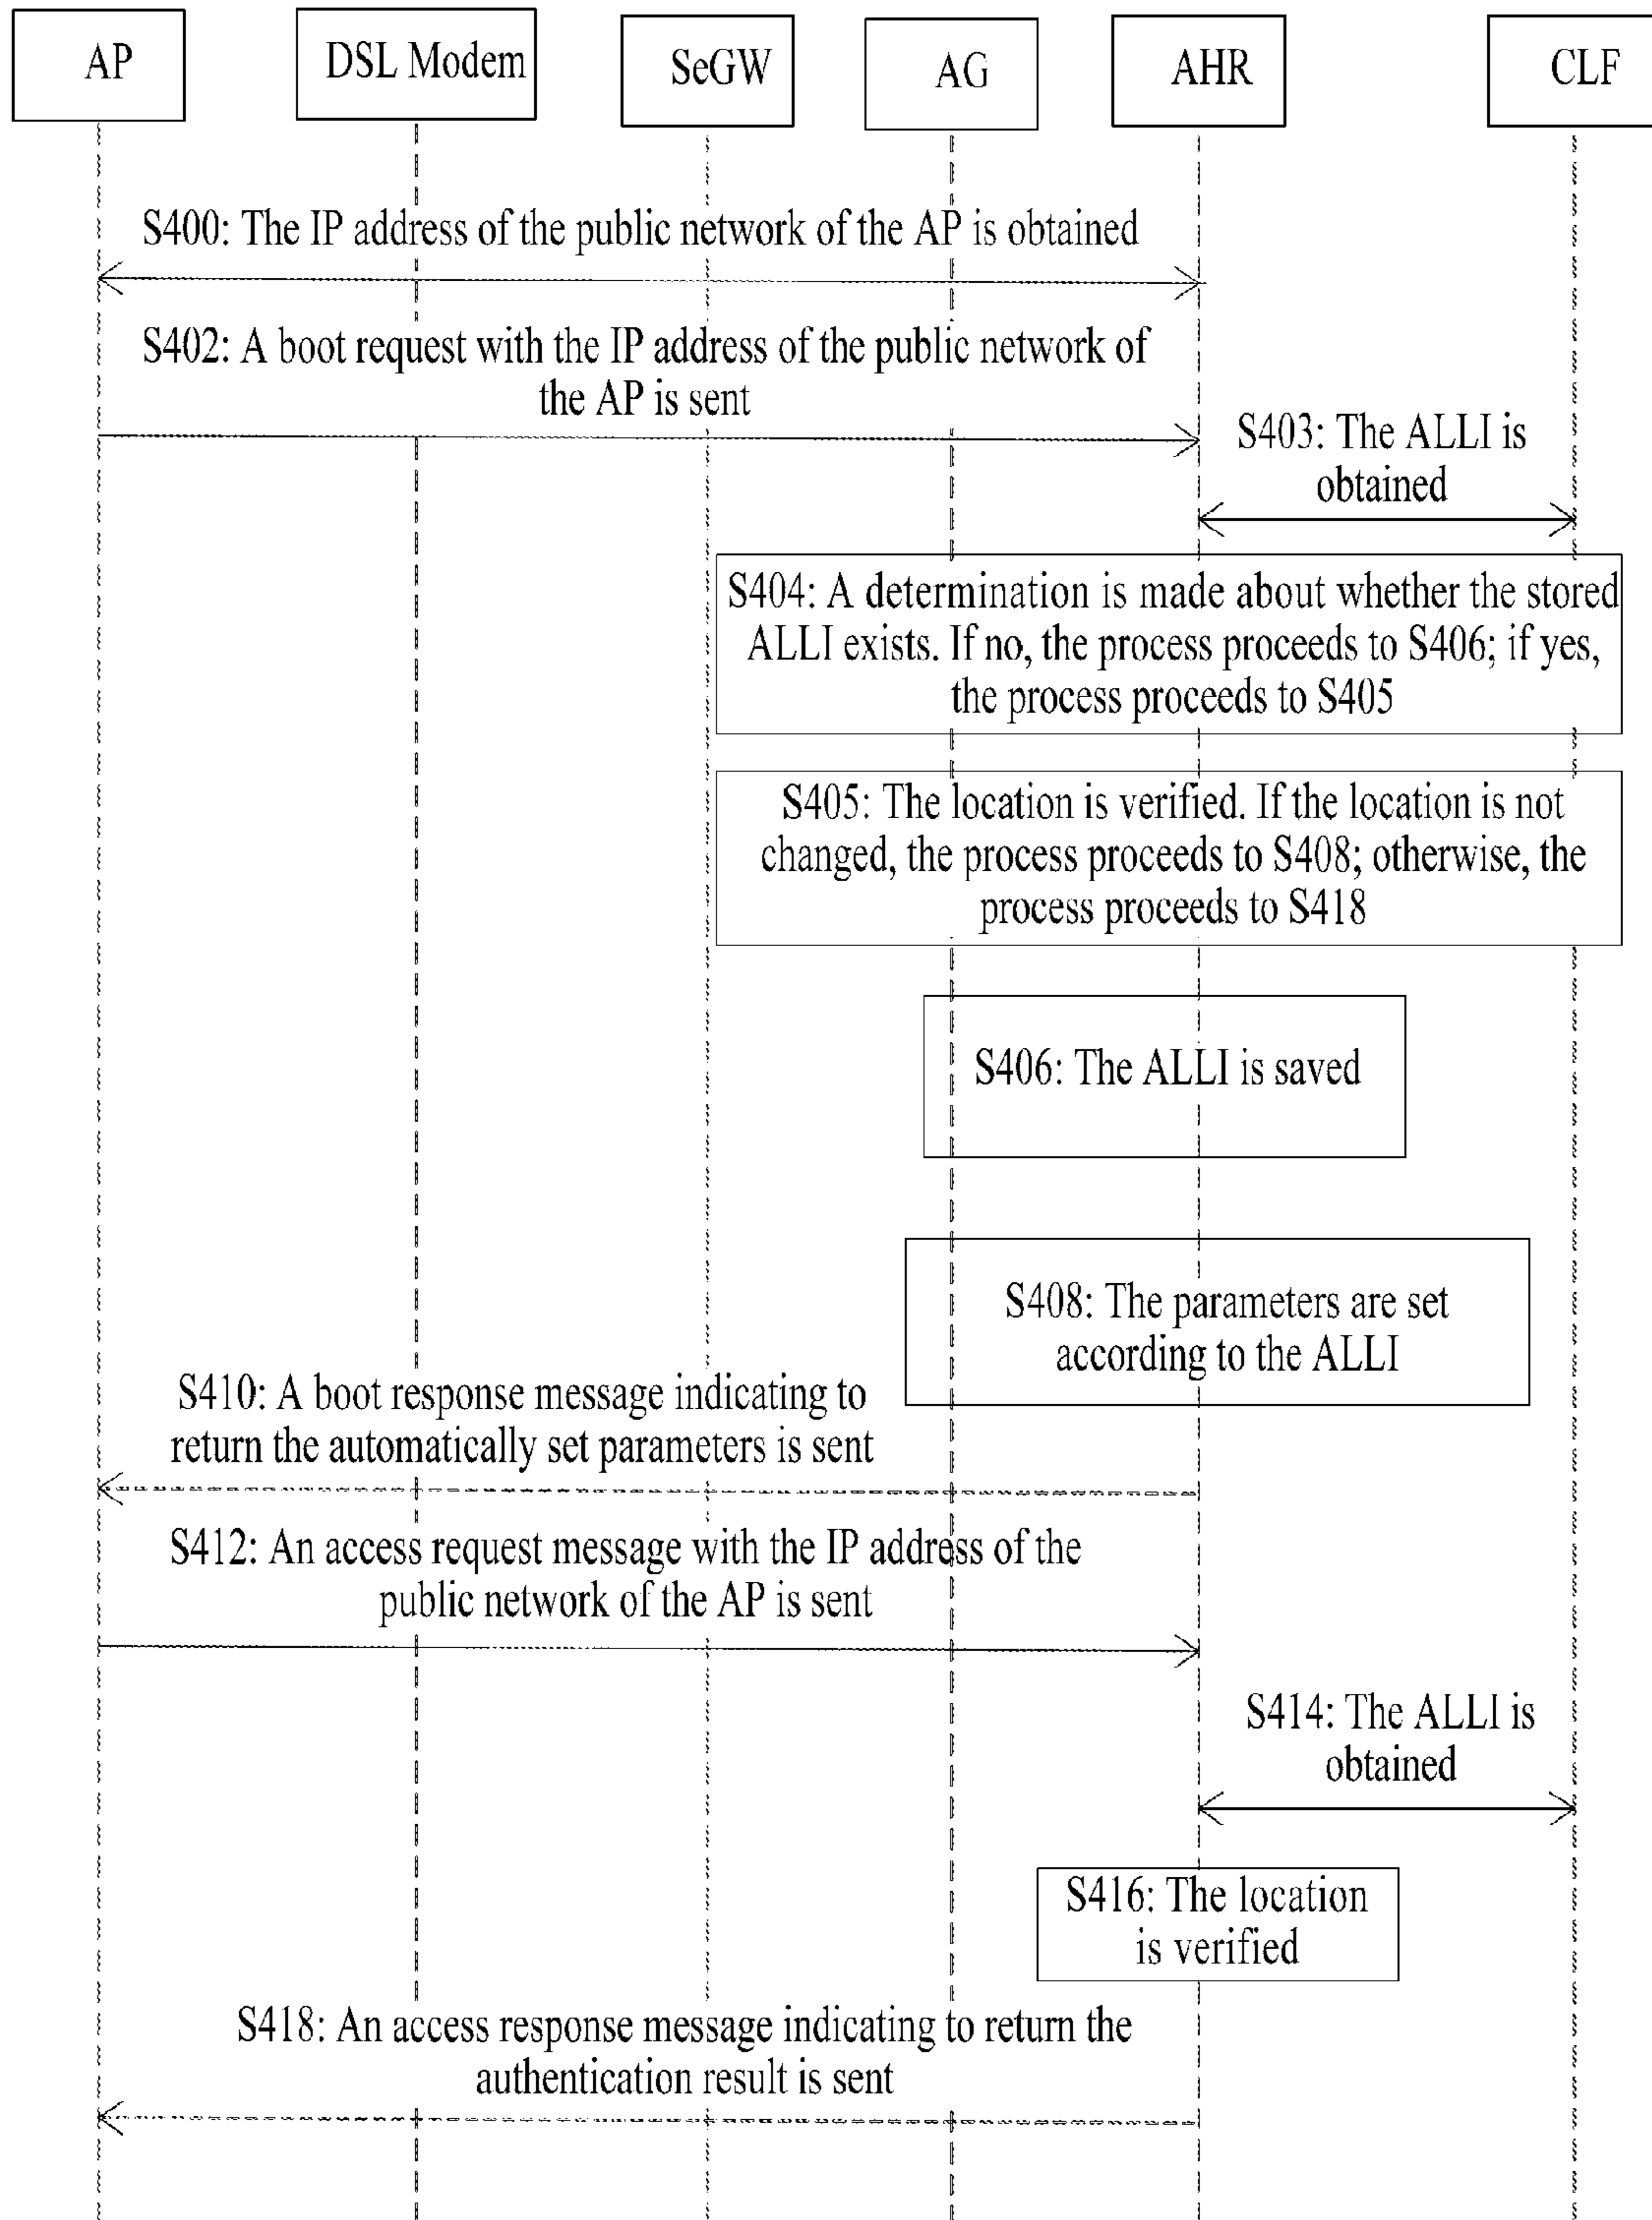 AP
DSL Modem
SeGW
AG
AHR
CLF
S400: The IP address of the public network of the AP is obtained
S402: A boot request with the IP address of the public network of
the AP is sent
S403: The ALLI is
obtained
S404: A determination is made about whether the stored
ALLI exists. If no, the process proceeds to S406; if yes,
the process proceeds to S405
S405: The location is verified. If the location is not
changed, the process proceeds to S408; otherwise, the
process proceeds to S418
S406: The ALLI is saved
S408: The parameters are set
according to the ALLI
S410: A boot response message indicating to
return the automatically set parameters is sent
S412: An access request message with the IP address of the
public network of the AP is sent
S414: The ALLI is
obtained
S416: The location
is verified
S418: An access response message indicating to return the
authentication result is sent